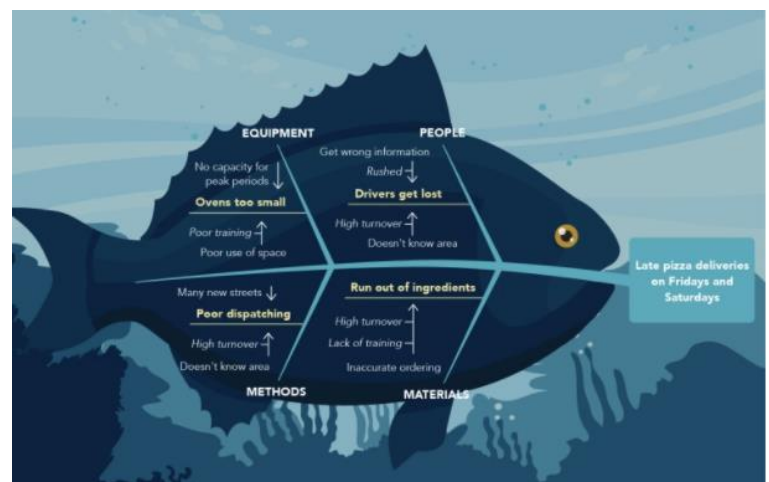 EQUIPMENT
No capacity for
peak periods
Ovens too small
Poor training
Poor use of space
PEOPLE
Get wrong information
Rushed
Drivers get lost
High turnover
Doesn't know area
Many new streets
Poor dispatching
High turnover
Doesn't know area
METHODS
Run out of ingredients
High turnover
Lack of training
Inaccurate ordering
MATERIALS
Late pizza deliveries
on Fridays and
Saturdays